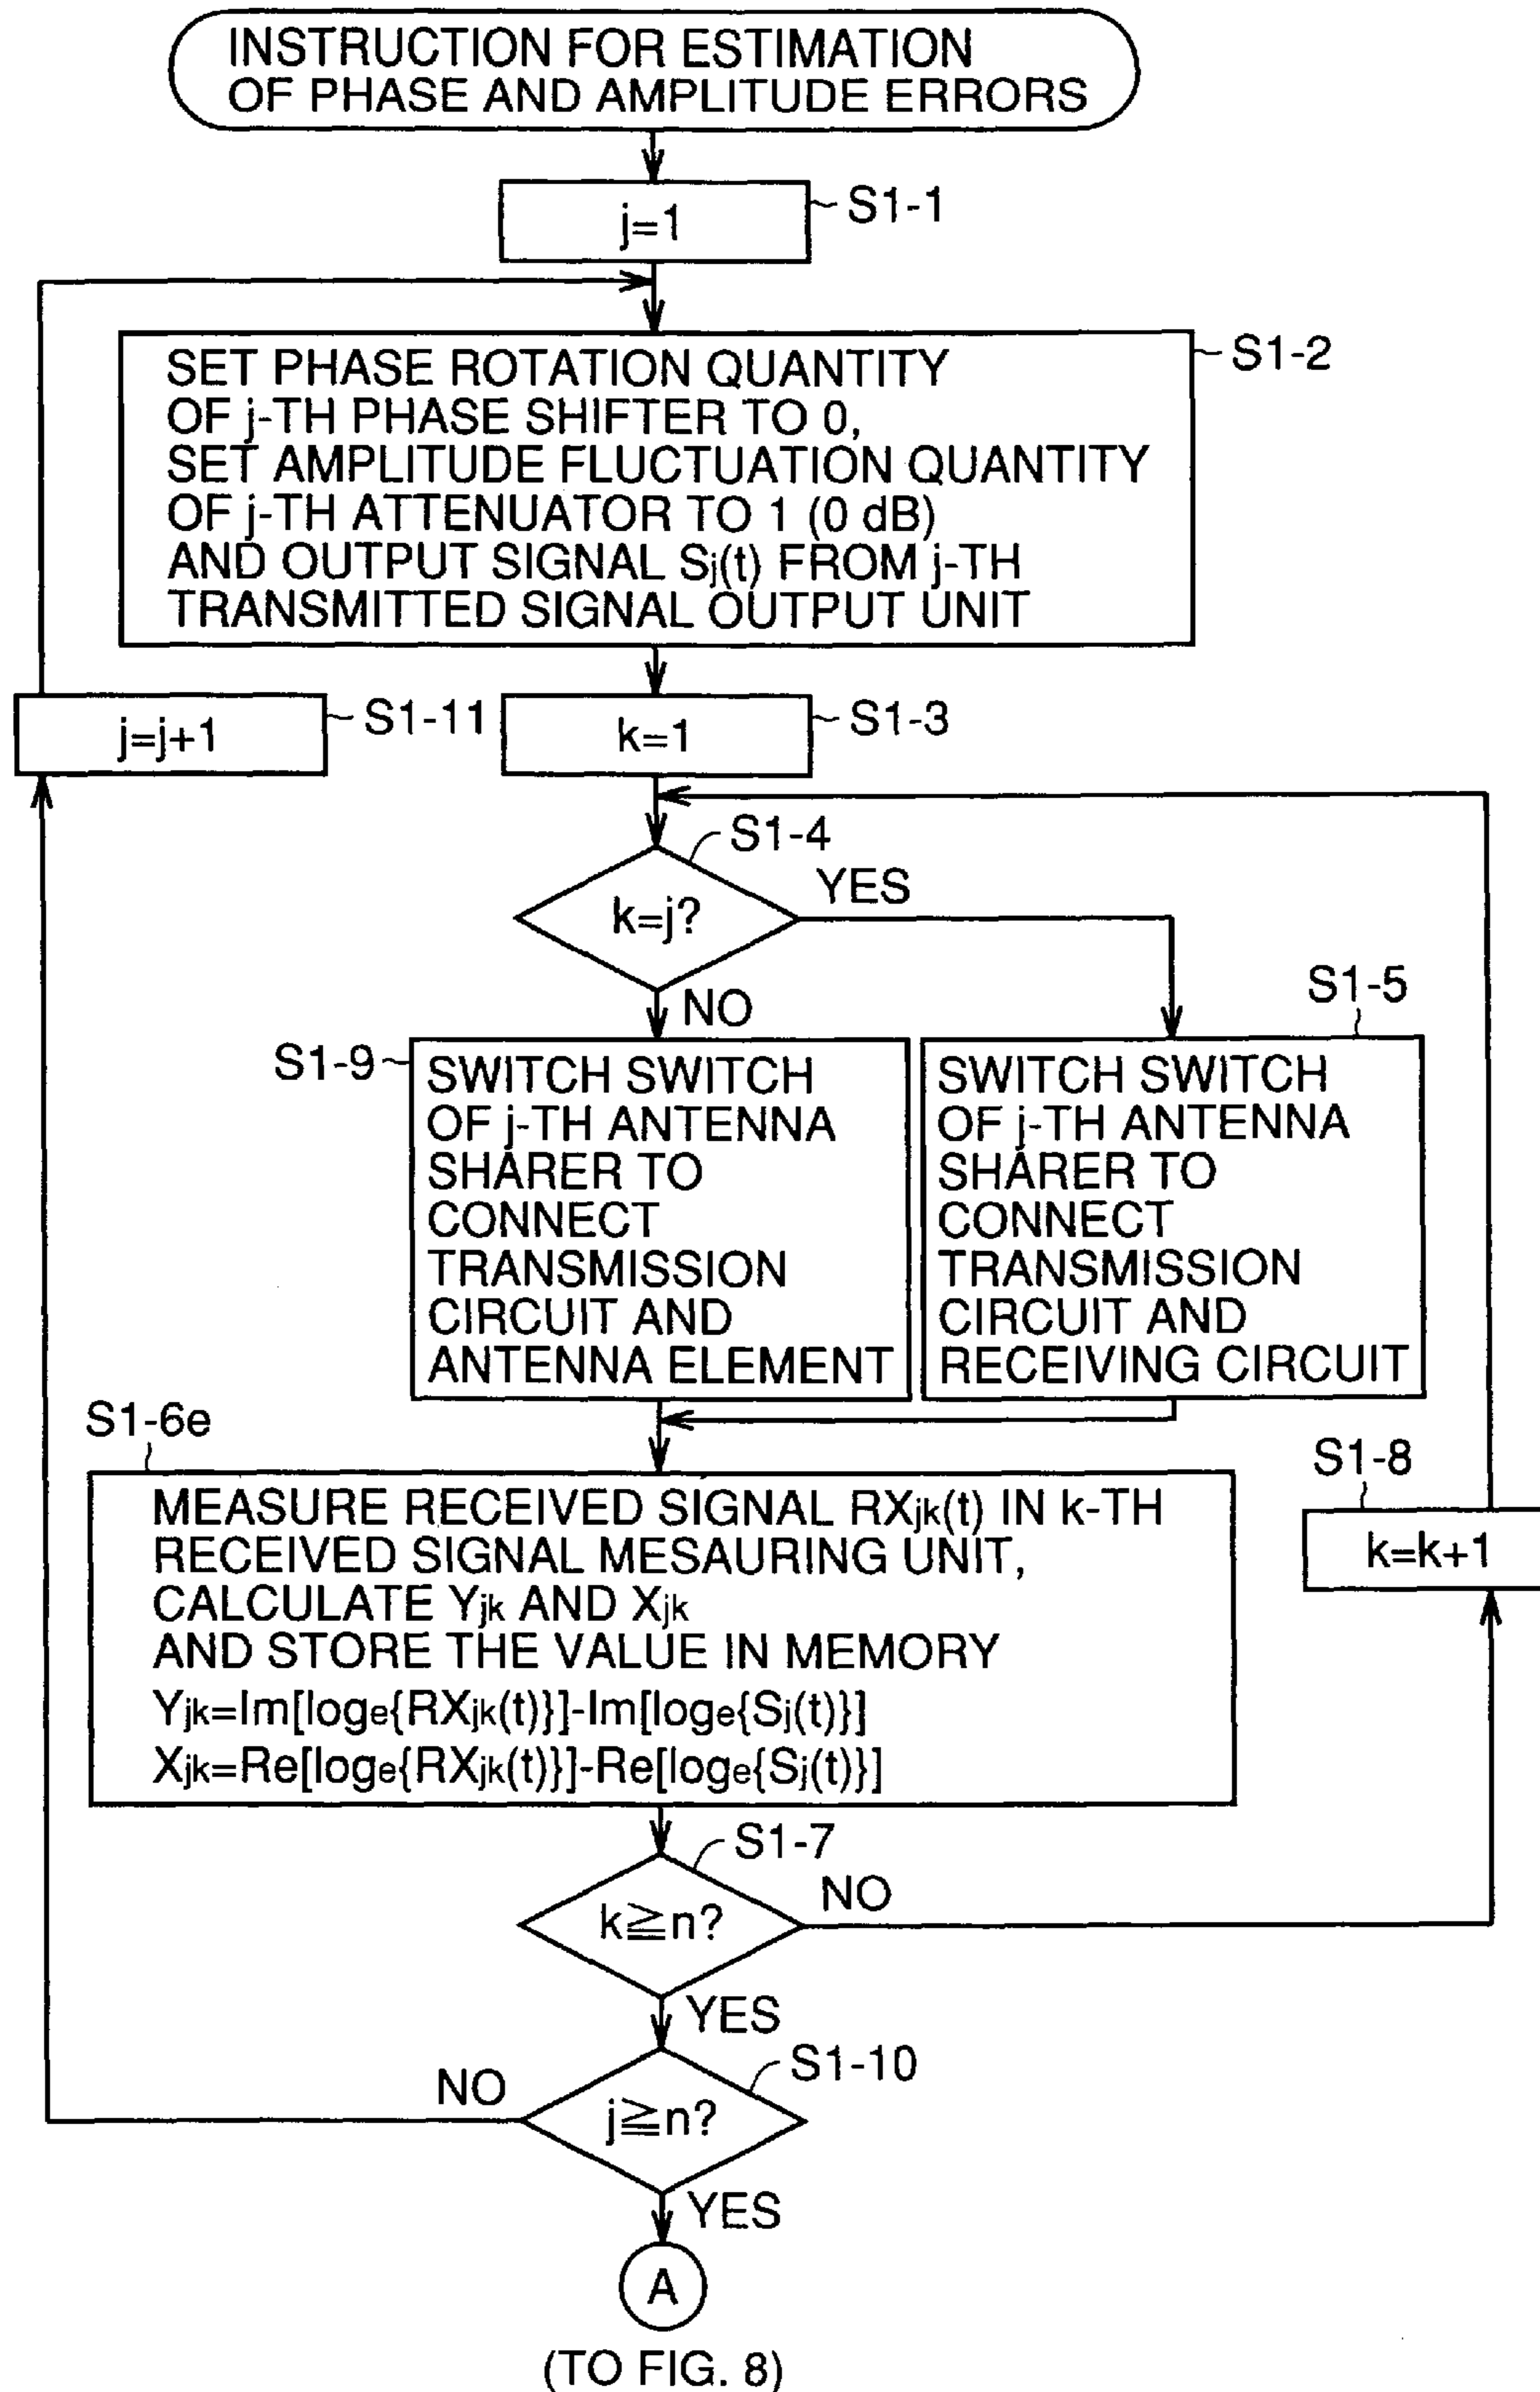 INSTRUCTION FOR ESTIMATION
OF PHASE AND AMPLITUDE ERRORS
j=1
S1-1
S1-2
SET PHASE ROTATION QUANTITY
OF j-TH PHASE SHIFTER TO 0,
SET AMPLITUDE FLUCTUATION QUANTITY
OF j-TH ATTENUATOR TO 1 (0 dB)
AND OUTPUT SIGNAL Sj(t) FROM j-TH
TRANSMITTED SIGNAL OUTPUT UNIT
j=j+1
S1-11
k=1
S1-3
S1-4
k=j?
YES
NO
S1-5
S1-9
SWITCH SWITCH
OF j-TH ANTENNA
SHARER TO
CONNECT
TRANSMISSION
CIRCUIT AND
ANTENNA ELEMENT
SWITCH SWITCH
OF j-TH ANTENNA
SHARER TO
CONNECT
TRANSMISSION
CIRCUIT AND
RECEIVING CIRCUIT
S1-6e
MEASURE RECEIVED SIGNAL RXjk(t) IN k-TH
RECEIVED SIGNAL MESAURING UNIT,
CALCULATE Yjk AND Xjk
AND STORE THE VALUE IN MEMORY
Yjk=Im[loge{RXjk(t)}]-Im[loge{Sj(t)}]
Xjk=Re[loge{RXjk(t)}]-Re[loge{Sj(t)}]
S1-8
k=k+1
S1-7
k≧n?
NO
YES
S1-10
j≧n?
NO
YES
A
(TO FIG. 8)